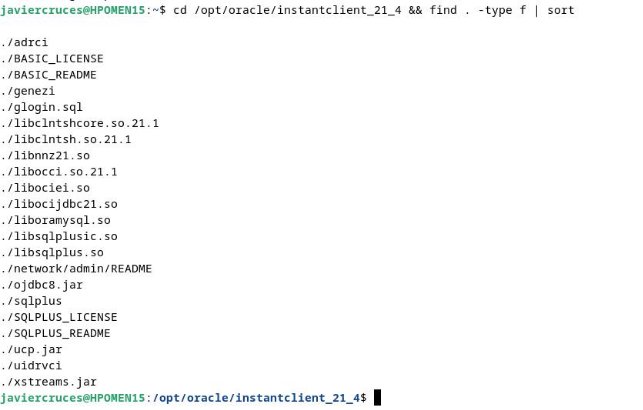 javiercruces@HPOMEN15:~$ cd /opt/oracle/instantclient_21_4 && find . -type f | sort
./adrci
./BASIC_LICENSE
./BASIC_README
./genezi
./glogin.sql
./libclntshcore.so.21.1
./libclntsh.so.21.1
./libnnz21.so
./libocci.so.21.1
./libociei.so
./libocijdbc21.so
./liboramysql.so
./libsqlplusic.so
./libsqlplus.so
./network/admin/README
./ojdbc8.jar
./sqlplus
./SQLPLUS_LICENSE
./SQLPLUS_README
./ucp.jar
./uidrvci
./xstreams.jar
javiercruces@HPOMEN15:/opt/oracle/instantclient_21_4$